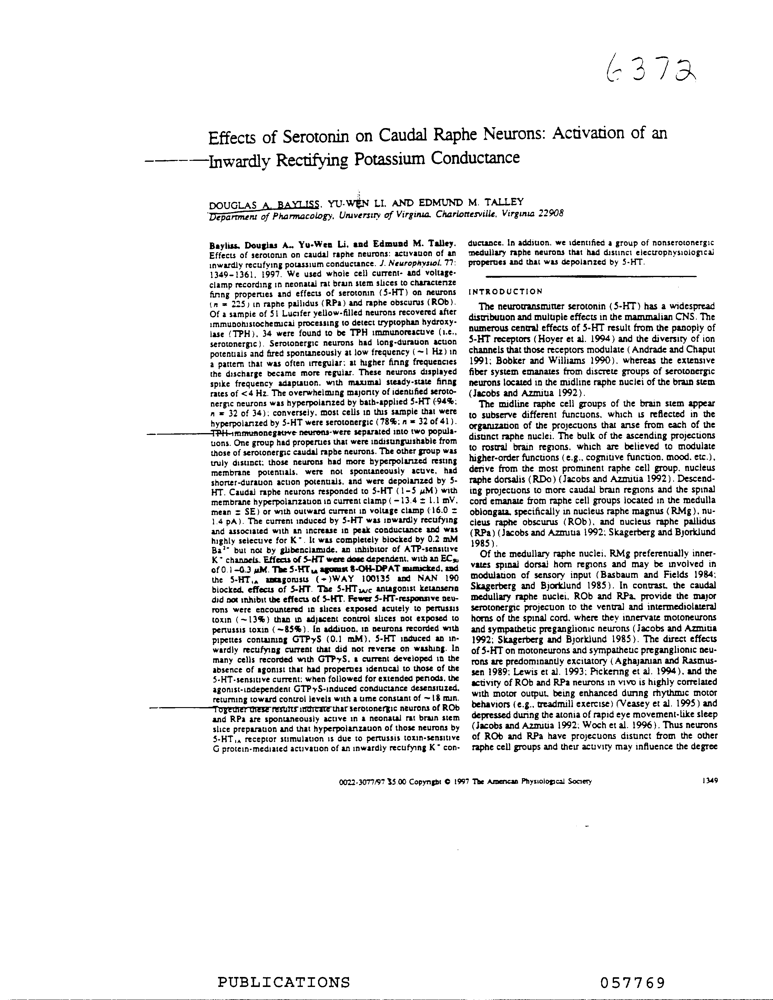 6372
Effects of Serotonin on Caudal Raphe Neurons: Activation of an
Inwardly Rectifying Potassium Conductance
DOUGLAS A. BAYLISS, YU-WEN LI, AND EDMUND M. TALLEY
Department of Pharmacology, University of Virginia, Charlottesville, Virginia 22908
Bayliss, Douglas A., Yu-Wen Li, and Edmund M. Talley.
Effects of serotonin on caudal raphe neurons: activation of an
inwardly recufying potassium conductance. J. Neurophysiol. 77:
1349-1361, 1997. We used whole cell current- and voltage-
clamp recording in neonatal rat brain stem slices to characterize
firing properties and effects of serotonin (5-HT) on neurons
(n = 225) in raphe pallidus (RPa) and raphe obscurus (ROb).
Of a sample of 51 Lucifer yellow-filled neurons recovered after
immunohistochemical processing to detect tryptophan hydroxy-
lase (TPH), 34 were found to be TPH immunoreactive (i.e.,
serotonergic). Serotonergic neurons had long-duration action
potentials and fired spontaneously at low frequency (~1 Hz) in
a pattern that was often irregular; at higher firing frequencies
the discharge became more regular. These neurons displayed
spike frequency adaptation, with maximal steady-state firing
rates of <4 Hz. The overwhelming majority of identified seroto-
nergic neurons was hyperpolarized by bath-applied 5-HT (94%;
n = 32 of 34); conversely, most cells in this sample that were
hyperpolarized by 5-HT were serotonergic (78%; n = 32 of 41).
TPH-immunonegative neurons were separated into two popula-
tions. One group had properties that were indistinguishable from
those of serotonergic caudal raphe neurons. The other group was
truly distinct; those neurons had more hyperpolarized resting
membrane potentials, were not spontaneously active, had
shorter-duration action potentials, and were depolarized by 5-
HT. Caudal raphe neurons responded to 5-HT (1-5 μM) with
membrane hyperpolarization in current clamp (-13.4 ± 1.1 mV,
mean ± SE) or with outward current in voltage clamp (16.0 ±
1.4 pA). The current induced by 5-HT was inwardly rectifying
and associated with an increase in peak conductance and was
highly selective for K+. It was completely blocked by 0.2 mM
Ba2+ but not by glibenclamide, an inhibitor of ATP-sensitive
K+ channels. Effects of 5-HT were dose dependent, with an EC50
of 0.1-0.3 μM. The 5-HT1A agonist 8-OH-DPAT mimicked, and
the 5-HT1A antagonists (+)WAY 100135 and NAN 190
blocked, effects of 5-HT. The 5-HT2A/C antagonist ketanserin
did not inhibit the effects of 5-HT. Fewer 5-HT-responsive neu-
rons were encountered in slices exposed acutely to pertussis
toxin (~13%) than in adjacent control slices not exposed to
pertussis toxin (~85%). In addition, in neurons recorded with
pipettes containing GTPγS (0.1 mM), 5-HT induced an in-
wardly rectifying current that did not reverse on washing. In
many cells recorded with GTPγS, a current developed in the
absence of agonist that had properties identical to those of the
5-HT-sensitive current; when followed for extended periods, the
agonist-independent GTPγS-induced conductance desensitized,
returning toward control levels with a time constant of ~18 min.
Together these results indicate that serotonergic neurons of ROb
and RPa are spontaneously active in a neonatal rat brain stem
slice preparation and that hyperpolarization of those neurons by
5-HT1A receptor stimulation is due to pertussis toxin-sensitive
G protein-mediated activation of an inwardly rectifying K+ con-
ductance. In addition, we identified a group of nonserotonergic
medullary raphe neurons that had distinct electrophysiological
properties and that was depolarized by 5-HT.
INTRODUCTION
The neurotransmitter serotonin (5-HT) has a widespread
distribution and multiple effects in the mammalian CNS. The
numerous central effects of 5-HT result from the panoply of
5-HT receptors (Hoyer et al. 1994) and the diversity of ion
channels that those receptors modulate (Andrade and Chaput
1991; Bobker and Williams 1990), whereas the extensive
fiber system emanates from discrete groups of serotonergic
neurons located in the midline raphe nuclei of the brain stem
(Jacobs and Azmitia 1992).
The midline raphe cell groups of the brain stem appear
to subserve different functions, which is reflected in the
organization of the projections that arise from each of the
distinct raphe nuclei. The bulk of the ascending projections
to rostral brain regions, which are believed to modulate
higher-order functions (e.g., cognitive function, mood, etc.),
derive from the most prominent raphe cell group, nucleus
raphe dorsalis (RDo) (Jacobs and Azmitia 1992). Descend-
ing projections to more caudal brain regions and the spinal
cord emanate from raphe cell groups located in the medulla
oblongata, specifically in nucleus raphe magnus (RMg), nu-
cleus raphe obscurus (ROb), and nucleus raphe pallidus
(RPa) (Jacobs and Azmitia 1992; Skagerberg and Bjorklund
1985).
Of the medullary raphe nuclei, RMg preferentially inner-
vates spinal dorsal horn regions and may be involved in
modulation of sensory input (Basbaum and Fields 1984;
Skagerberg and Bjorklund 1985). In contrast, the caudal
medullary raphe nuclei, ROb and RPa, provide the major
serotonergic projection to the ventral and intermediolateral
horns of the spinal cord, where they innervate motoneurons
and sympathetic preganglionic neurons (Jacobs and Azmitia
1992; Skagerberg and Bjorklund 1985). The direct effects
of 5-HT on motoneurons and sympathetic preganglionic neu-
rons are predominantly excitatory (Aghajanian and Rasmus-
sen 1989; Lewis et al. 1993; Pickering et al. 1994), and the
activity of ROb and RPa neurons in vivo is highly correlated
with motor output, being enhanced during rhythmic motor
behaviors (e.g., treadmill exercise) (Veasey et al. 1995) and
depressed during the atonia of rapid eye movement-like sleep
(Jacobs and Azmitia 1992; Woch et al. 1996). Thus neurons
of ROb and RPa have projections distinct from the other
raphe cell groups and their activity may influence the degree
0022-3077/97 $5.00 Copyright © 1997 The American Physiological Society
1349
PUBLICATIONS
057769